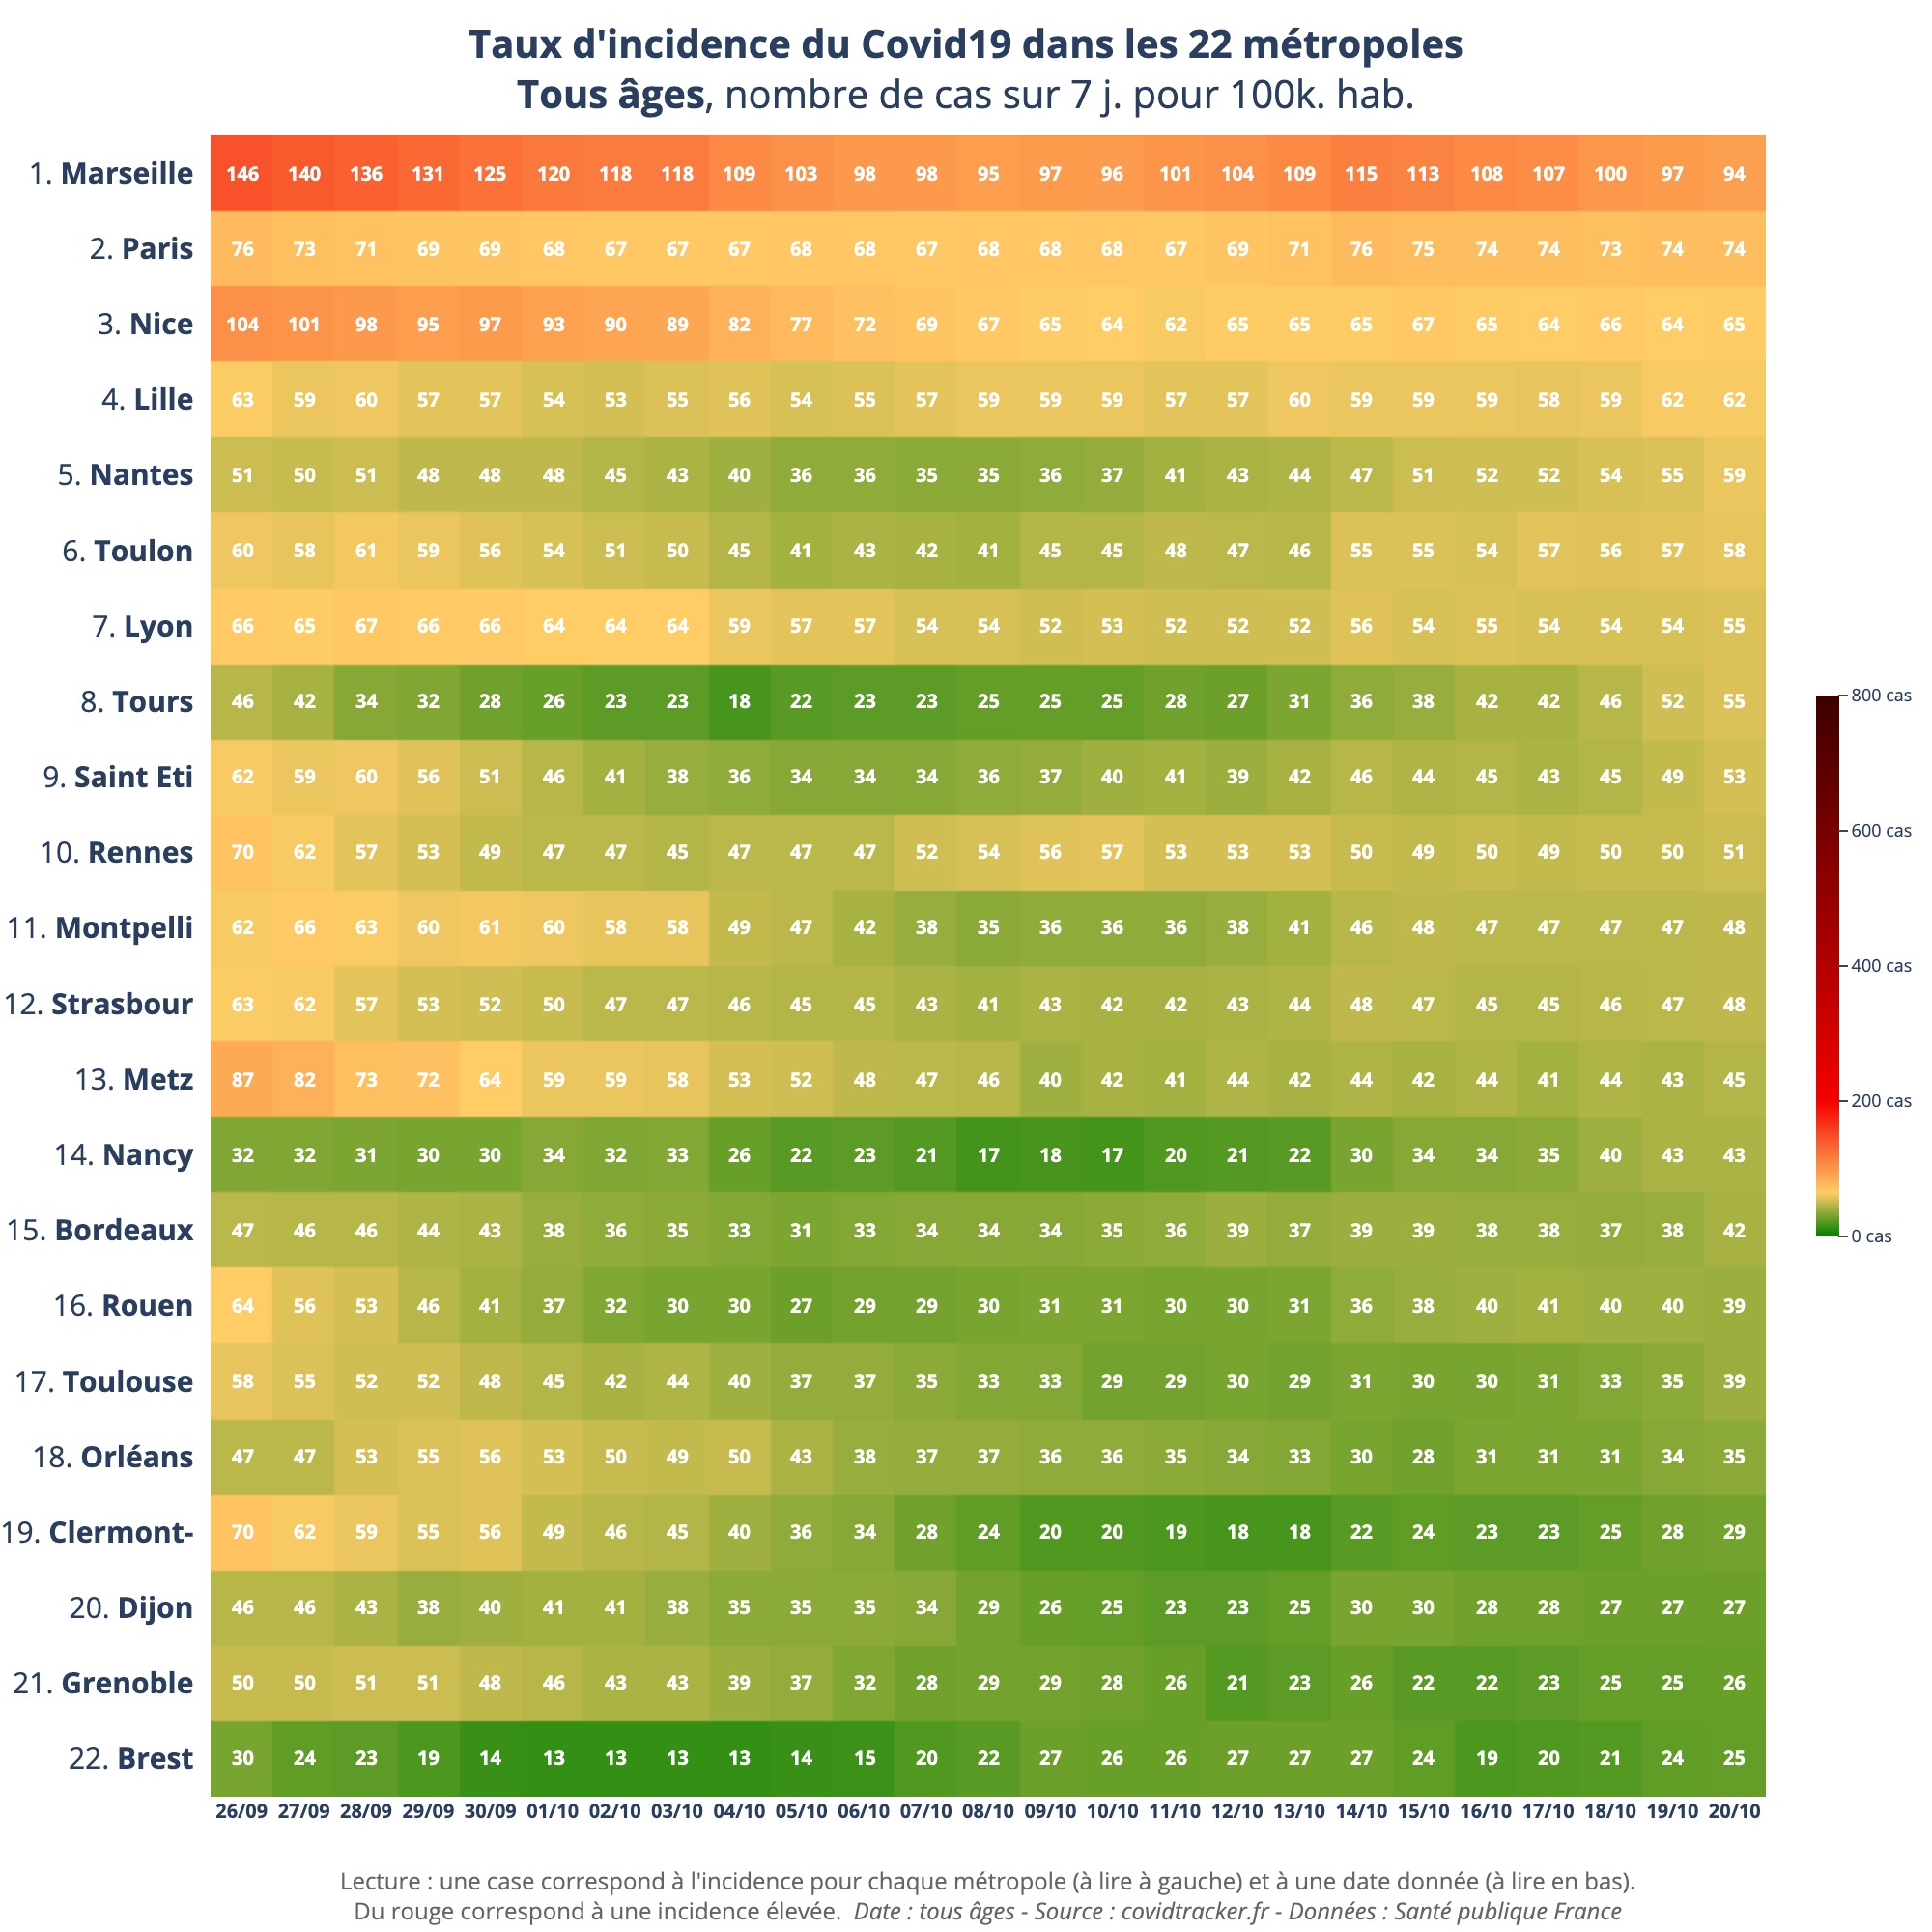 Taux d'incidence du Covid19 dans les 22 métropoles
Tous âges, nombre de cas sur 7 j. pour 100k. hab.
1. Marseille 146 140 136 131 125 120 118 118 109 103 98 98 95 97 96 101 104 109 115 113 108 107 100 97 94
2. Paris 76 73 71 69 69 68 67 67 67 68 68 67 68 68 68 67 69 71 76 75 74 74 73 74 74
3. Nice 104 101 98 95 97 93 90 89 82 77 72 69 67 65 64 62 65 65 65 67 65 64 66 64 65
4. Lille 63 59 60 57 57 54 53 55 56 54 55 57 59 59 59 57 57 60 59 59 59 58 59 62 62
5. Nantes 51 50 51 48 48 48 45 43 40 36 36 35 35 36 37 41 43 44 47 51 52 52 54 55 59
6. Toulon 60 58 61 59 56 54 51 50 45 41 43 42 41 45 45 48 47 46 55 55 54 57 56 57 58
7. Lyon 66 65 67 66 66 64 64 64 59 57 57 54 54 52 53 52 52 52 56 54 55 54 54 54 55
8. Tours 46 42 34 32 28 26 23 23 18 22 23 23 25 25 25 28 27 31 36 38 42 42 46 52 55
9. Saint Eti 62 59 60 56 51 46 41 38 36 34 34 34 36 37 40 41 39 42 46 44 45 43 45 49 53
10. Rennes 70 62 57 53 49 47 47 45 47 47 47 52 54 56 57 53 53 53 50 49 50 49 50 50 51
11. Montpelli 62 66 63 60 61 60 58 58 49 47 42 38 35 36 36 36 38 41 46 48 47 47 47 47 48
12. Strasbour 63 62 57 53 52 50 47 47 46 45 45 43 41 43 42 42 43 44 48 47 45 45 46 47 48
13. Metz 87 82 73 72 64 59 59 58 53 52 48 47 46 40 42 41 44 42 44 42 44 41 44 43 45
14. Nancy 32 32 31 30 30 34 32 33 26 22 23 21 17 18 17 20 21 22 30 34 34 35 40 43 43
15. Bordeaux 47 46 46 44 43 38 36 35 33 31 33 34 34 34 35 36 39 37 39 39 38 38 37 38 42
16. Rouen 64 56 53 46 41 37 32 30 30 27 29 29 30 31 31 30 30 31 36 38 40 41 40 40 39
17. Toulouse 58 55 52 52 48 45 42 44 40 37 37 35 33 33 29 29 30 29 31 30 30 31 33 35 39
18. Orléans 47 47 53 55 56 53 50 49 50 43 38 37 37 36 36 35 34 33 30 28 31 31 31 34 35
19. Clermont- 70 62 59 55 56 49 46 45 40 36 34 28 24 20 20 19 18 18 22 24 23 23 25 28 29
20. Dijon 46 46 43 38 40 41 41 38 35 35 35 34 29 26 25 23 23 25 30 30 28 28 27 27 27
21. Grenoble 50 50 51 51 48 46 43 43 39 37 32 28 29 29 28 26 21 23 26 22 22 23 25 25 26
22. Brest 30 24 23 19 14 13 13 13 13 14 15 20 22 27 26 26 27 27 27 24 19 20 21 24 25
26/09 27/09 28/09 29/09 30/09 01/10 02/10 03/10 04/10 05/10 06/10 07/10 08/10 09/10 10/10 11/10 12/10 13/10 14/10 15/10 16/10 17/10 18/10 19/10 20/10
800 cas
600 cas
400 cas
200 cas
0 cas
Lecture : une case correspond à l'incidence pour chaque métropole (à lire à gauche) et à une date donnée (à lire en bas).
Du rouge correspond à une incidence élevée. Date : tous âges - Source : covidtracker.fr - Données : Santé publique France